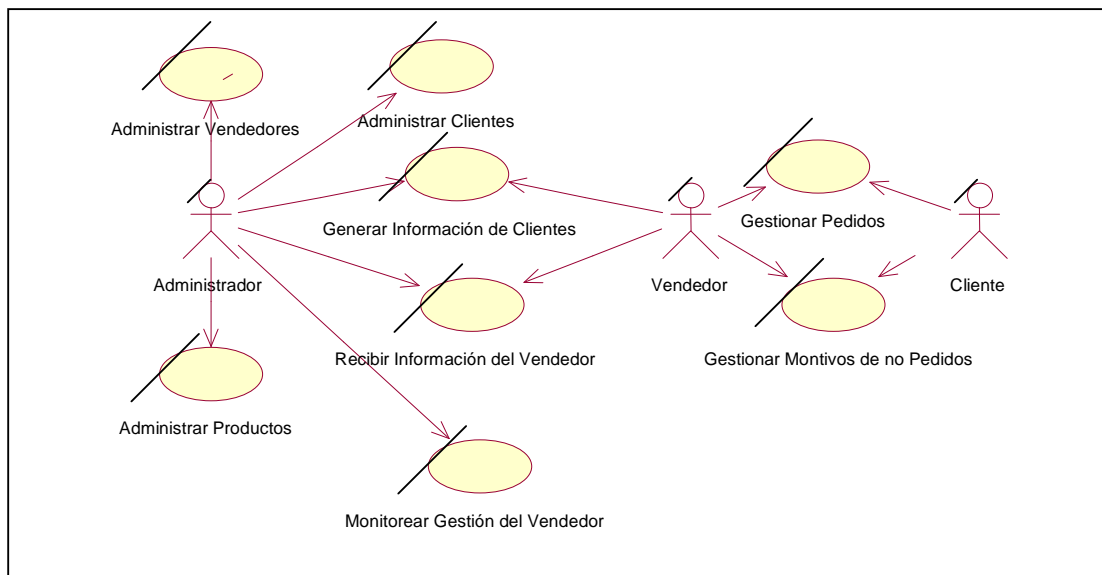 Administrar Vendedores
Administrar Clientes
Generar Información de Clientes
Gestionar Pedidos
Administrador
Vendedor
Cliente
Recibir Información del Vendedor
Gestionar Montivos de no Pedidos
Administrar Productos
Monitorear Gestión del Vendedor